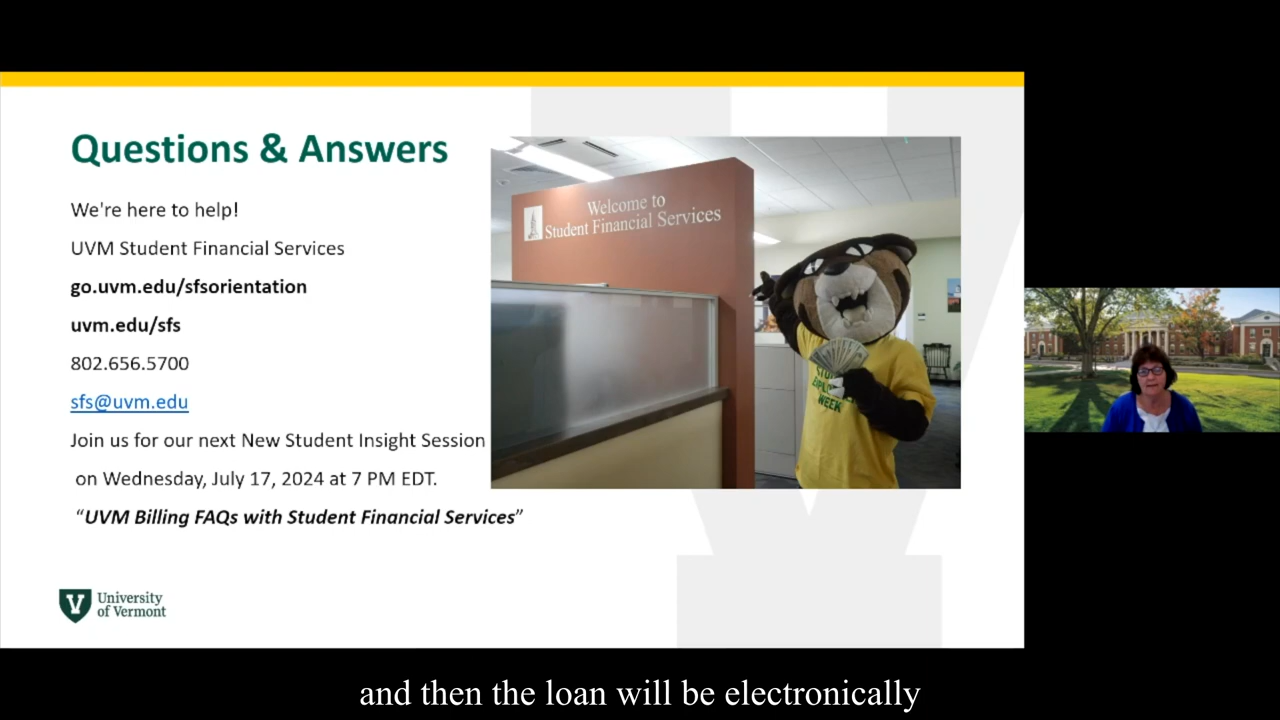 Questions & Answers
We're here to help!
UVM Student Financial Services
go.uvm.edu/sfsorientation
uvm.edu/sfs
802.656.5700
sfs@uvm.edu
Join us for our next New Student Insight Session
on Wednesday, July 17, 2024 at 7 PM EDT.
“UVM Billing FAQs with Student Financial Services”
Welcome to
Student Financial Services
WEEK
V University
of Vermont
and then the loan will be electronically